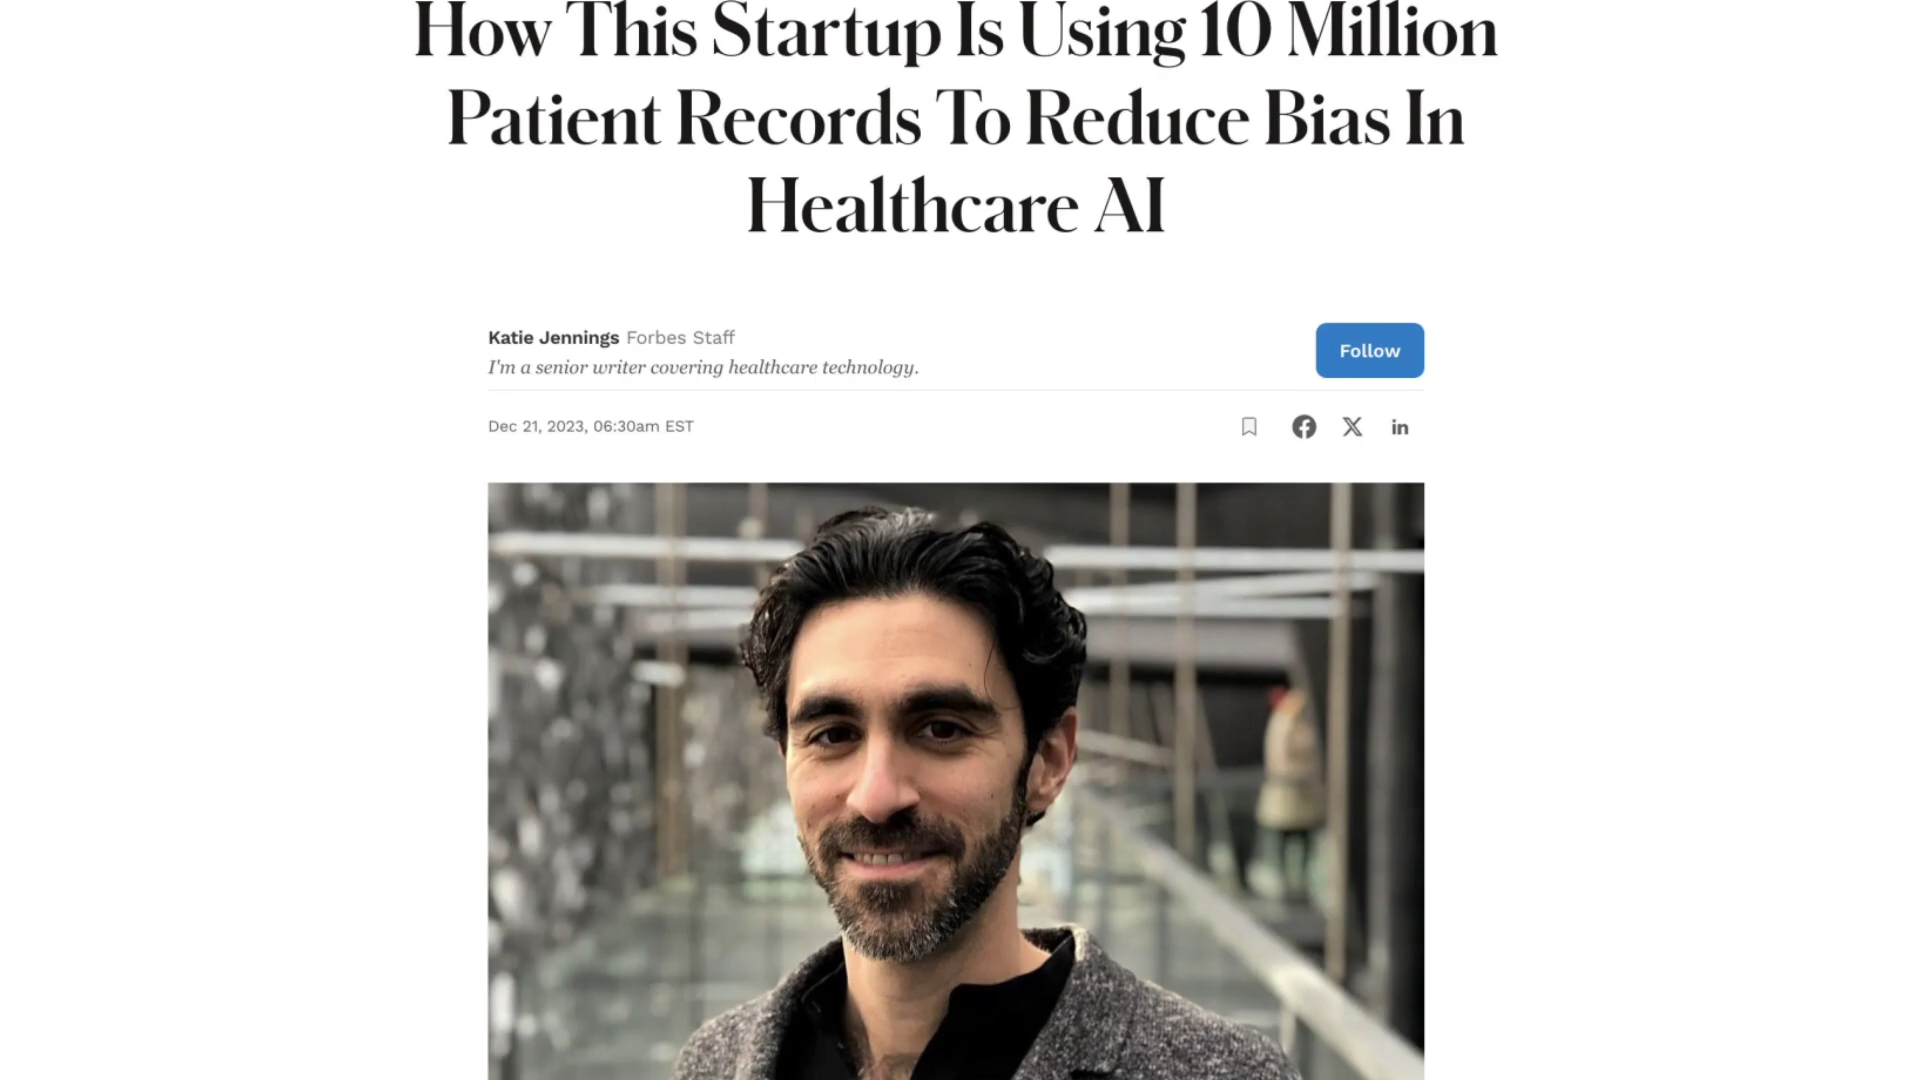 How This Startup Is Using 10 Million
Patient Records To Reduce Bias In
Healthcare AI
Katie Jennings Forbes Staff
Follow
I'm a senior writer covering healthcare technology.
Dec 21, 2023, 06:30am EST